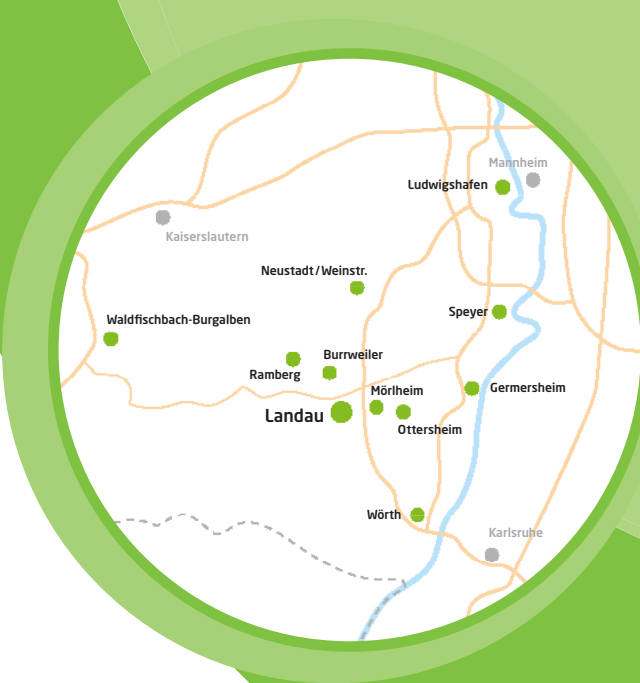 Mannheim
Ludwigshafen
Kaiserslautern
Neustadt/Weinstr.
Speyer
Waldfischbach-Burgalben
Burrweiler
Ramberg
Mörlheim
Germersheim
Landau
Ottersheim
Wörth
Karlsruhe